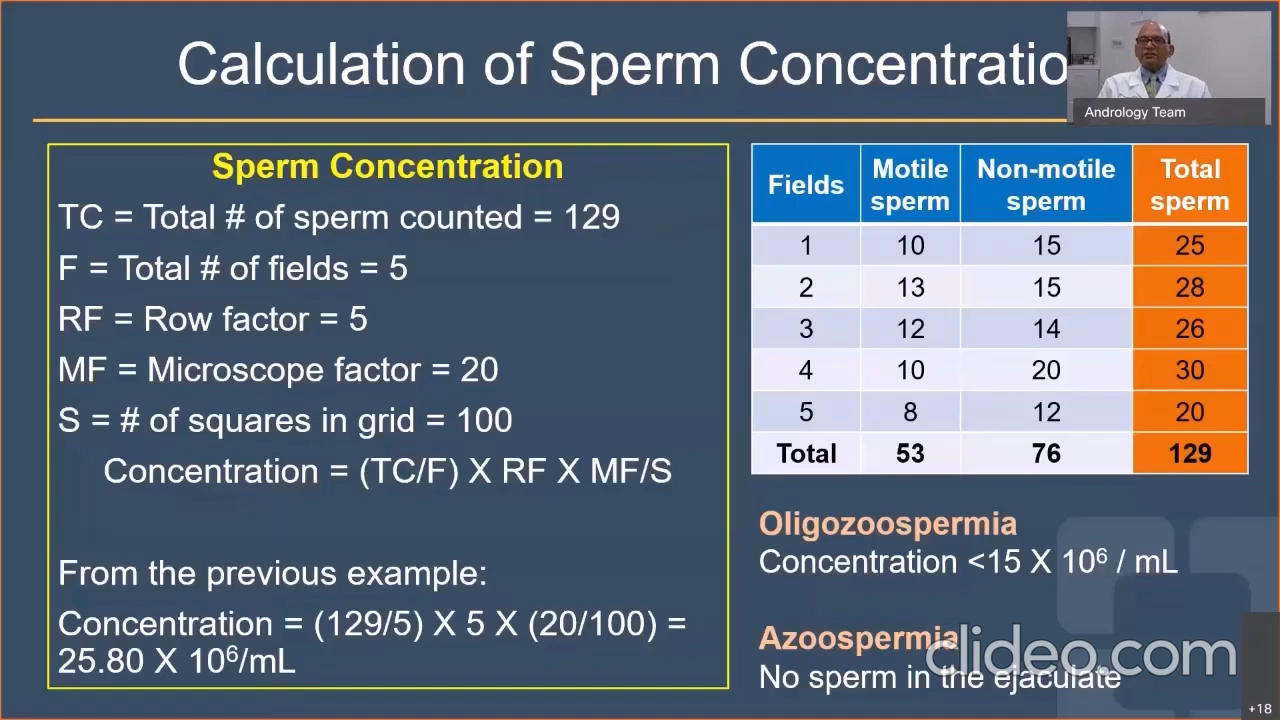 Calculation of Sperm Concentratio
Andrology Team
Sperm Concentration
TC = Total # of sperm counted = 129
F = Total # of fields = 5
RF = Row factor = 5
MF = Microscope factor = 20
S = # of squares in grid = 100
Concentration = (TC/F) X RF X MF/S
From the previous example:
Concentration = (129/5) X 5 X (20/100) =
25.80 X 10⁶/mL
Fields Motile sperm Non-motile sperm Total sperm
1 10 15 25
2 13 15 28
3 12 14 26
4 10 20 30
5 8 12 20
Total 53 76 129
Oligozoospermia
Concentration <15 X 10⁶ / mL
Azoospermia
No sperm in the ejaculate
clideo.com
+18